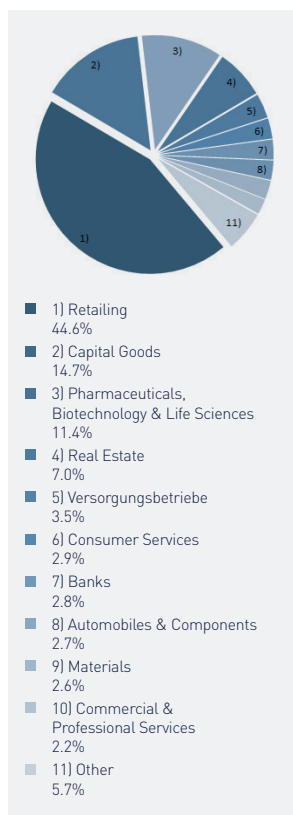 3)
2)
4)
5)
6)
7)
8)
11)
1)
1) Retailing
44.6%
2) Capital Goods
14.7%
3) Pharmaceuticals,
Biotechnology & Life Sciences
11.4%
4) Real Estate
7.0%
5) Versorgungsbetriebe
3.5%
6) Consumer Services
2.9%
7) Banks
2.8%
8) Automobiles & Components
2.7%
9) Materials
2.6%
10) Commercial &
Professional Services
2.2%
11) Other
5.7%